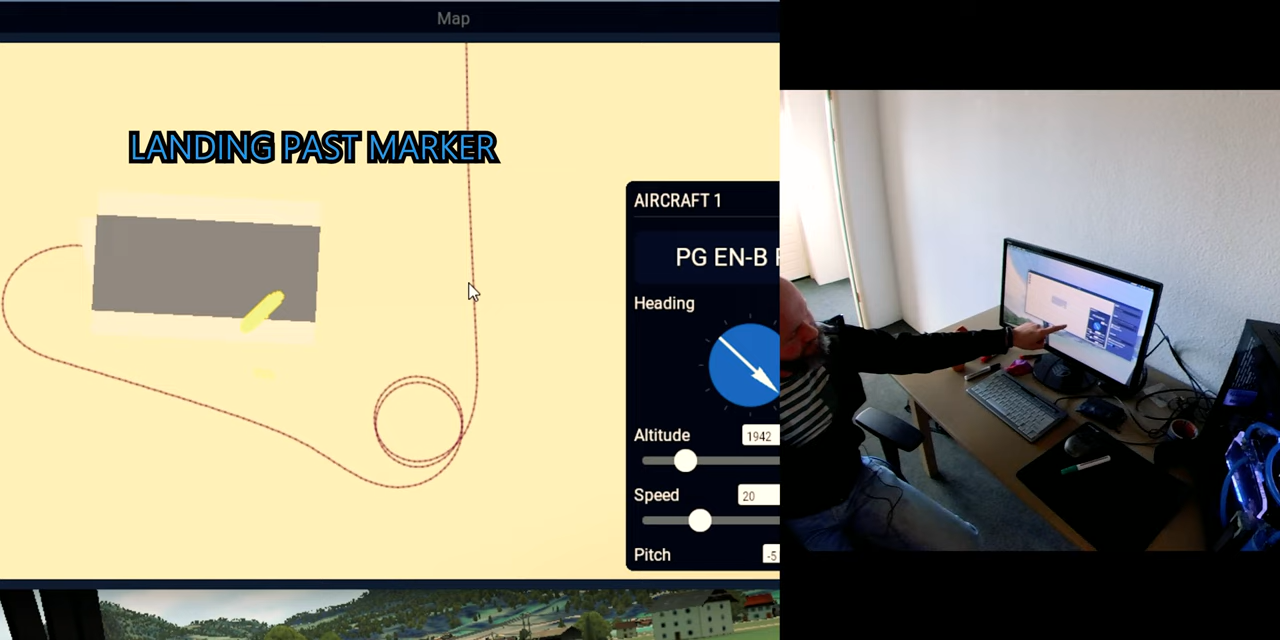 Map
LANDING PAST MARKER
AIRCRAFT 1
PG EN-B
Heading
Altitude
1942
Speed
20
Pitch
-5